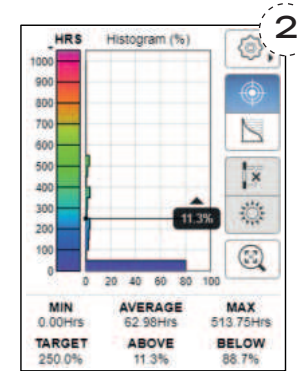 2
HRS Histogram (%)
1000
900
800
700
600
500
400
300
200
100
0
11.3%
0 20 40 60 80 100
MIN AVERAGE MAX
0.00Hrs 62.98Hrs 513.75Hrs
TARGET ABOVE BELOW
250.0% 11.3% 88.7%